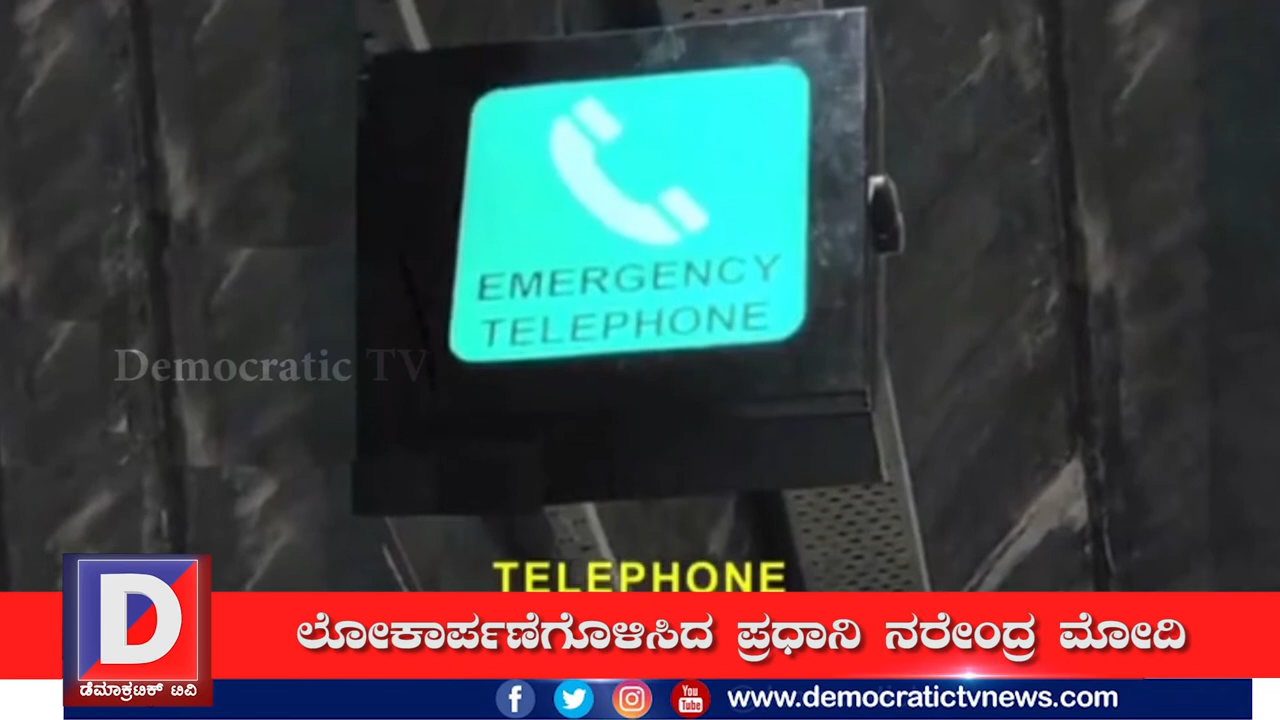 EMERGENCY
TELEPHONE
Democratic TV
TELEPHONE
D
ಲೋಕಾರ್ಪಣೆಗೊಳಿಸಿದ ಪ್ರಧಾನಿ ನರೇಂದ್ರ ಮೋದಿ
ಡೆಮಾಕ್ರಟಿಕ್ ಟಿವಿ
You
Tube
www.democratictvnews.com